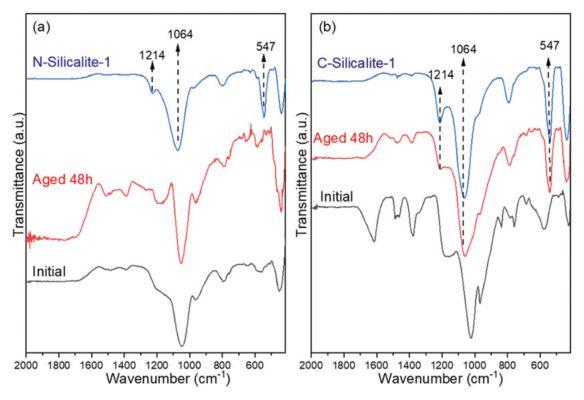 (a)
N-Silicalite-1
1214
1064
547
Aged 48h
Initial
Transmittance (a.u.)
2000 1800 1600 1400 1200 1000 800 600
Wavenumber (cm⁻¹)
(b)
C-Silicalite-1
1214
1064
547
Aged 48h
Initial
Transmittance (a.u.)
2000 1800 1600 1400 1200 1000 800 600
Wavenumber (cm⁻¹)